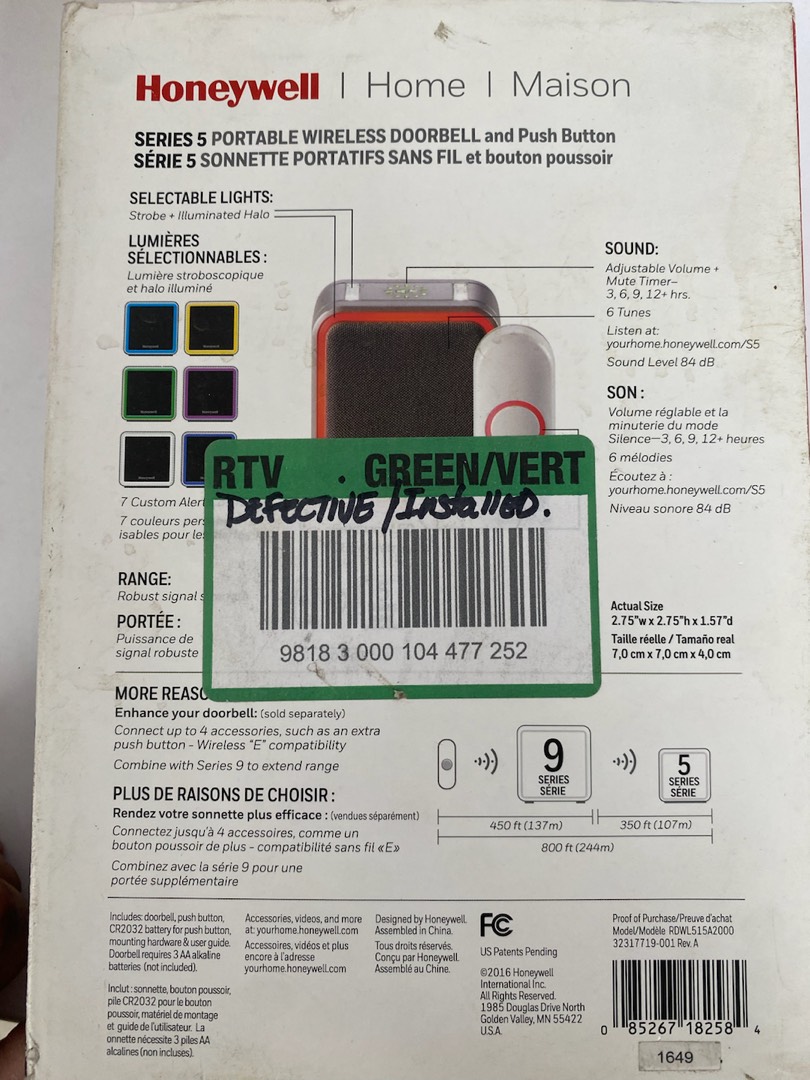 Honeywell | Home | Maison
SERIES 5 PORTABLE WIRELESS DOORBELL and Push Button
SÉRIE 5 SONNETTE PORTATIFS SANS FIL et bouton poussoir
SELECTABLE LIGHTS:
Strobe + Illuminated Halo
LUMIÈRES
SÉLECTIONNABLES :
Lumière stroboscopique
et halo illuminé
Honeywell
Honeywell
Honeywell
Honeywell
Honeywell
7 Custom Alert
7 couleurs per
isables pour le
SOUND:
Adjustable Volume +
Mute Timer–
3, 6, 9, 12+ hrs.
6 Tunes
Listen at:
yourhome.honeywell.com/S5
Sound Level 84 dB
SON :
Volume réglable et la
minuterie du mode
Silence—3, 6, 9, 12+ heures
6 mélodies
Écoutez à :
yourhome.honeywell.com/S5
Niveau sonore 84 dB
RTV . GREEN/VERT
DEFECTIVE / InstallED.
9818 3 000 104 477 252
RANGE:
Robust signal s
PORTÉE :
Puissance de
signal robuste
Actual Size
2.75"w x 2.75"h x 1.57"d
Taille réelle / Tamaño real
7,0 cm x 7,0 cm x 4,0 cm
MORE REASO
Enhance your doorbell: (sold separately)
Connect up to 4 accessories, such as an extra
push button - Wireless "E" compatibility
Combine with Series 9 to extend range
PLUS DE RAISONS DE CHOISIR :
Rendez votre sonnette plus efficace : (vendues séparément)
Connectez jusqu'à 4 accessoires, comme un
bouton poussoir de plus - compatibilité sans fil «E»
Combinez avec la série 9 pour une
portée supplémentaire
9
SERIES
SÉRIE
5
SERIES
SÉRIE
450 ft (137m)
350 ft (107m)
800 ft (244m)
Includes: doorbell, push button,
CR2032 battery for push button,
mounting hardware & user guide.
Doorbell requires 3 AA alkaline
batteries (not included).
Inclut : sonnette, bouton poussoir,
pile CR2032 pour le bouton
poussoir, matériel de montage
et guide de l'utilisateur. La
onnette nécessite 3 piles AA
alcalines (non incluses).
Accessories, videos, and more
at: yourhome.honeywell.com
Accessoires, vidéos et plus
encore à l'adresse
yourhome.honeywell.com
Designed by Honeywell.
Assembled in China.
Tous droits réservés.
Conçu par Honeywell.
Assemblé au Chine.
FC
US Patents Pending
©2016 Honeywell
International Inc.
All Rights Reserved.
1985 Douglas Drive North
Golden Valley, MN 55422
U.S.A.
Proof of Purchase/Preuve d'achat
Model/Modèle RDWL515A2000
32317719-001 Rev. A
0 85267 18258 4
1649